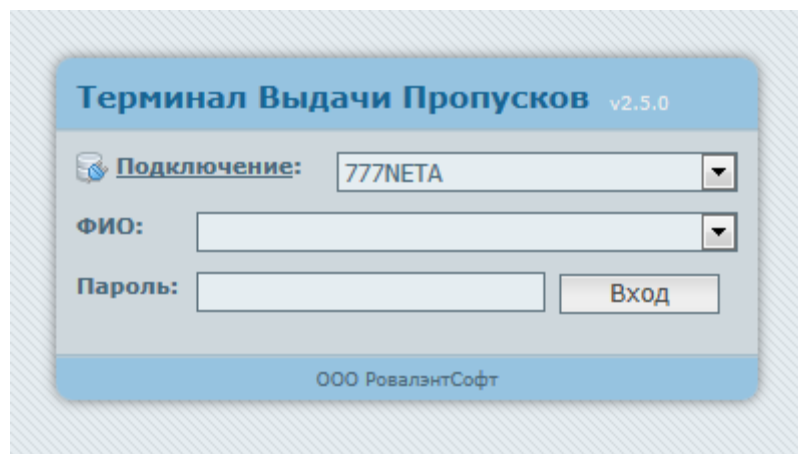 Терминал Выдачи Пропусков v2.5.0
Подключение: 777NETA
ФИО:
Пароль: Вход
ООО РовалэнтСофт